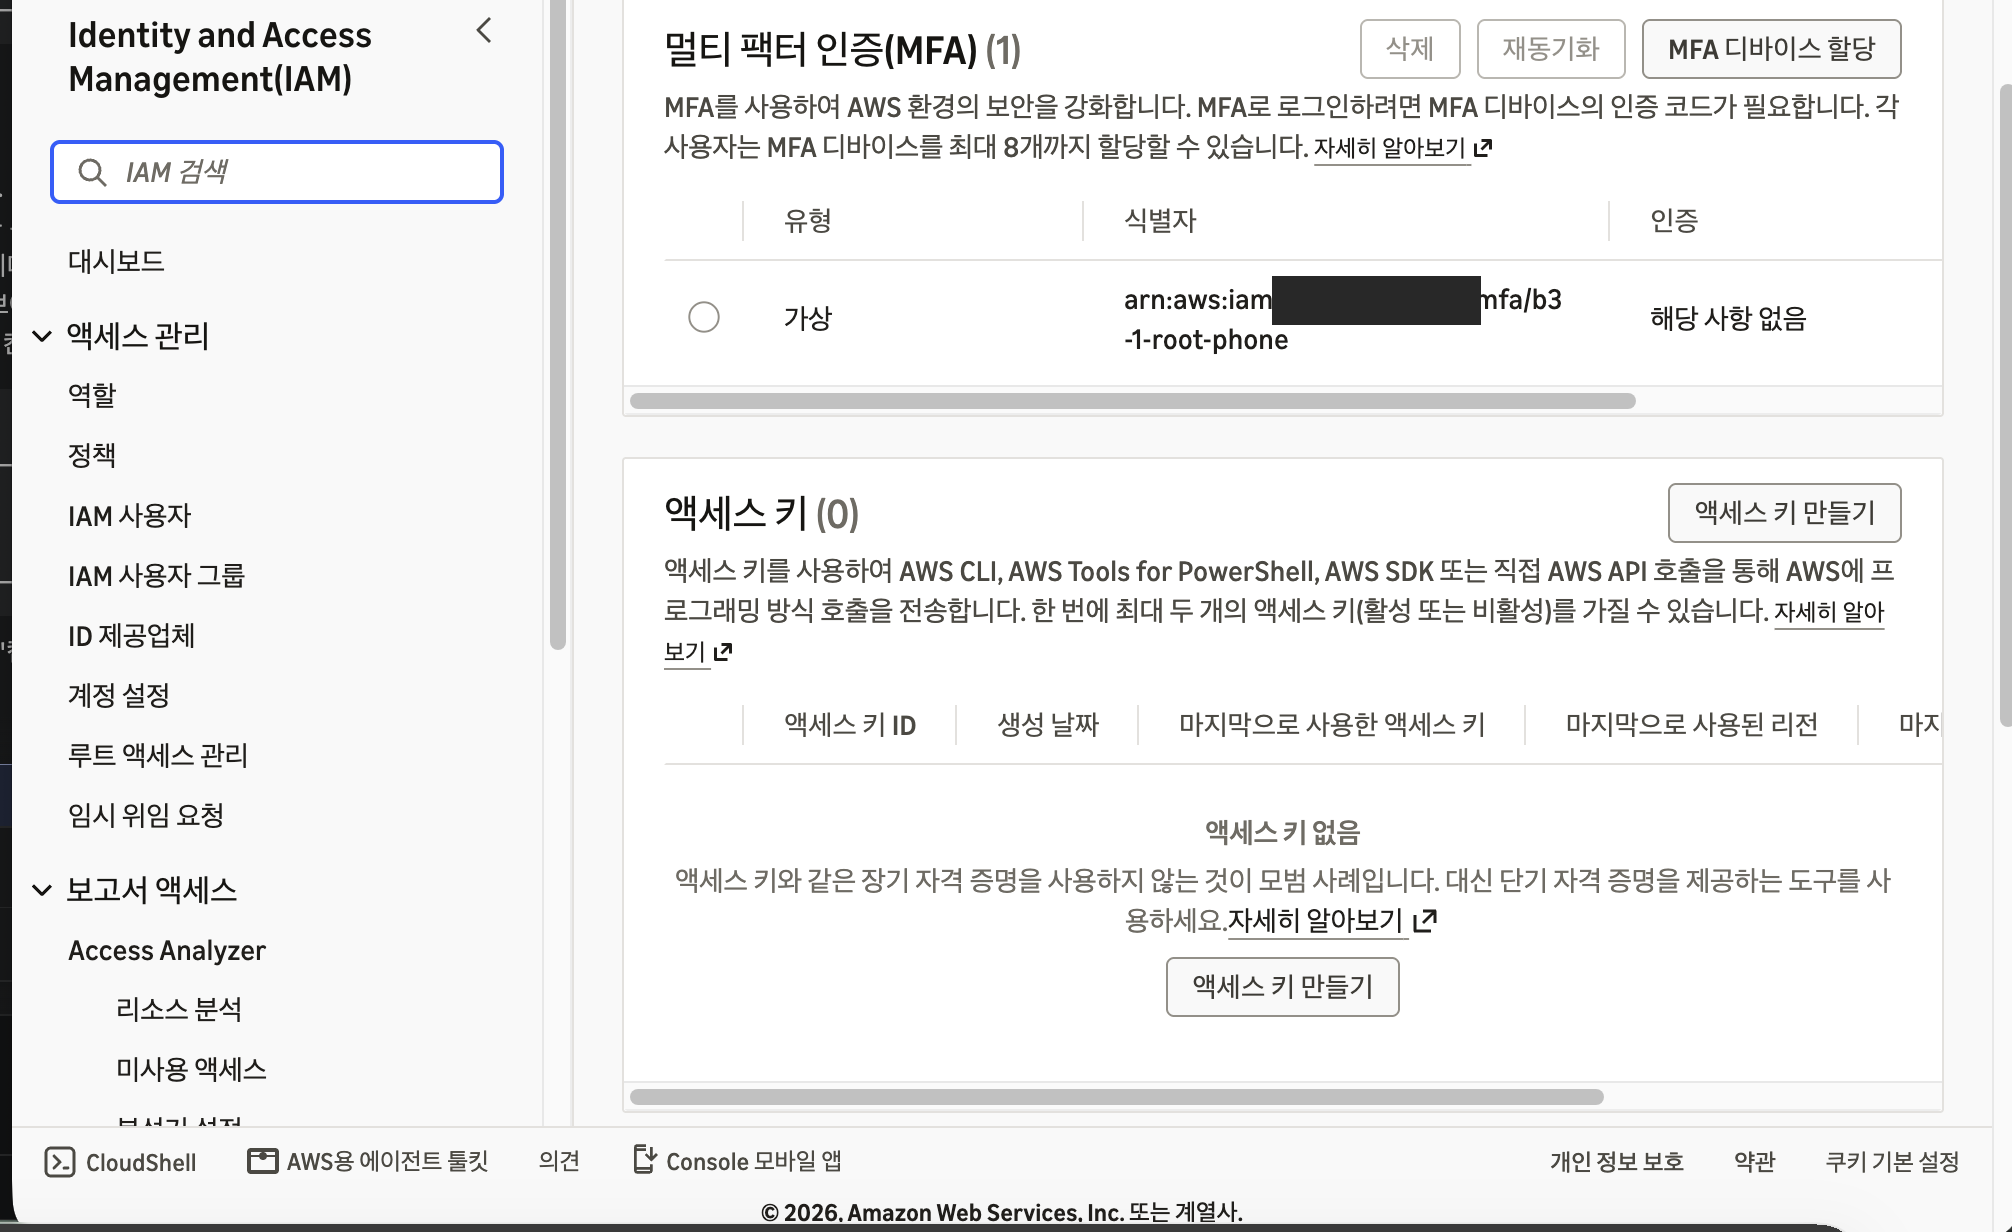 Identity and Access
Management(IAM)
IAM 검색
대시보드
액세스 관리
역할
정책
IAM 사용자
IAM 사용자 그룹
ID 제공업체
계정 설정
루트 액세스 관리
임시 위임 요청
보고서 액세스
Access Analyzer
리소스 분석
미사용 액세스
멀티 팩터 인증(MFA) (1)
삭제
재동기화
MFA 디바이스 할당
MFA를 사용하여 AWS 환경의 보안을 강화합니다. MFA로 로그인하려면 MFA 디바이스의 인증 코드가 필요합니다. 각
사용자는 MFA 디바이스를 최대 8개까지 할당할 수 있습니다. 자세히 알아보기
유형 식별자 인증
가상 arn:aws:iam mfa/b3 해당 사항 없음
-1-root-phone
액세스 키 (0)
액세스 키 만들기
액세스 키를 사용하여 AWS CLI, AWS Tools for PowerShell, AWS SDK 또는 직접 AWS API 호출을 통해 AWS에 프
로그래밍 방식 호출을 전송합니다. 한 번에 최대 두 개의 액세스 키(활성 또는 비활성)를 가질 수 있습니다. 자세히 알아
보기
액세스 키 ID 생성 날짜 마지막으로 사용한 액세스 키 마지막으로 사용된 리전 마지
액세스 키 없음
액세스 키와 같은 장기 자격 증명을 사용하지 않는 것이 모범 사례입니다. 대신 단기 자격 증명을 제공하는 도구를 사
용하세요.자세히 알아보기
액세스 키 만들기
CloudShell AWS용 에이전트 툴킷 의견 Console 모바일 앱 개인 정보 보호 약관 쿠키 기본 설정
© 2026, Amazon Web Services, Inc. 또는 계열사.